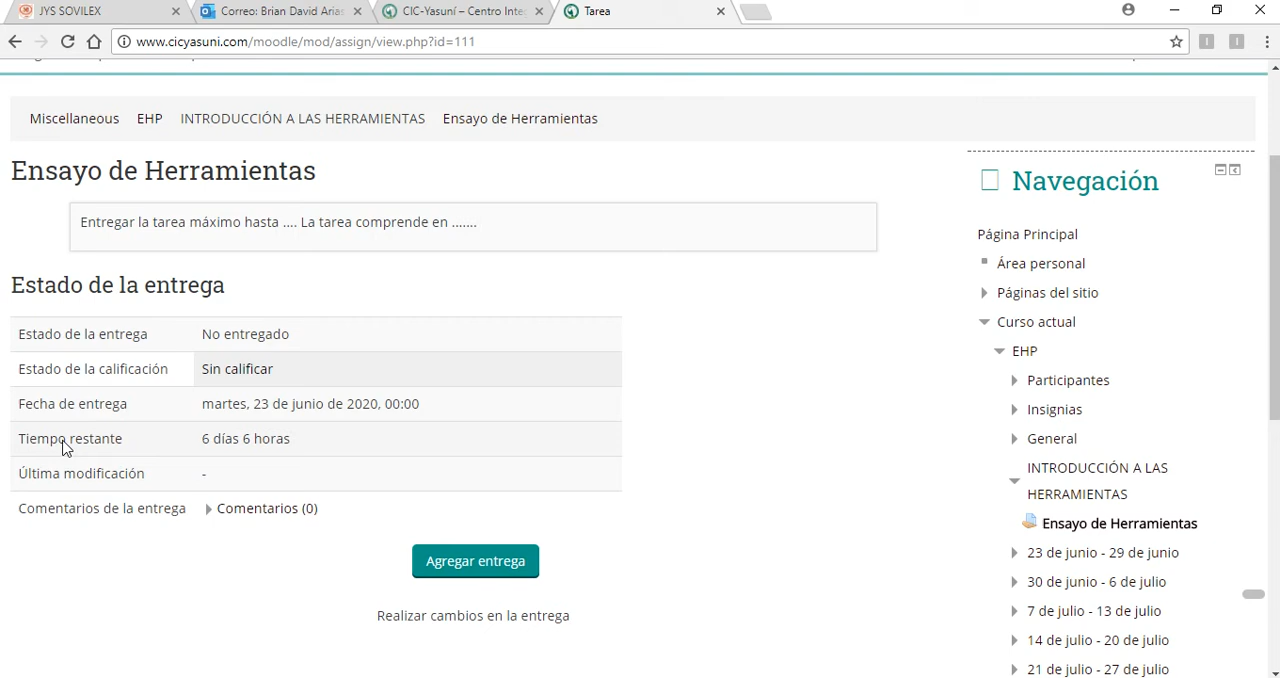 JYS SOVILEX
Correo: Brian David Arias
CIC-Yasuní – Centro Inte
Tarea
www.cicyasuni.com/moodle/mod/assign/view.php?id=111
Miscellaneous EHP INTRODUCCIÓN A LAS HERRAMIENTAS Ensayo de Herramientas
Ensayo de Herramientas
Entregar la tarea máximo hasta .... La tarea comprende en .......
Estado de la entrega
Estado de la entrega No entregado
Estado de la calificación Sin calificar
Fecha de entrega martes, 23 de junio de 2020, 00:00
Tiempo restante 6 días 6 horas
Última modificación -
Comentarios de la entrega Comentarios (0)
Agregar entrega
Realizar cambios en la entrega
Navegación
Página Principal
Área personal
Páginas del sitio
Curso actual
EHP
Participantes
Insignias
General
INTRODUCCIÓN A LAS
HERRAMIENTAS
Ensayo de Herramientas
23 de junio - 29 de junio
30 de junio - 6 de julio
7 de julio - 13 de julio
14 de julio - 20 de julio
21 de julio - 27 de julio